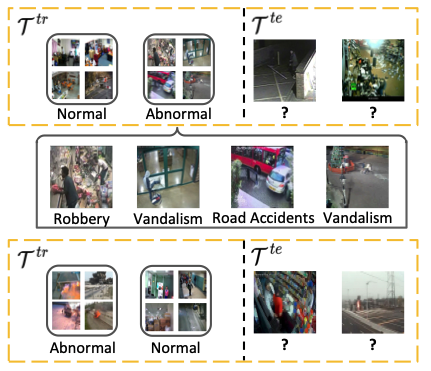 𝒯^{tr} 𝒯^{te}
Normal Abnormal ? ?
Robbery Vandalism Road Accidents Vandalism
𝒯^{tr} 𝒯^{te}
Abnormal Normal ? ?